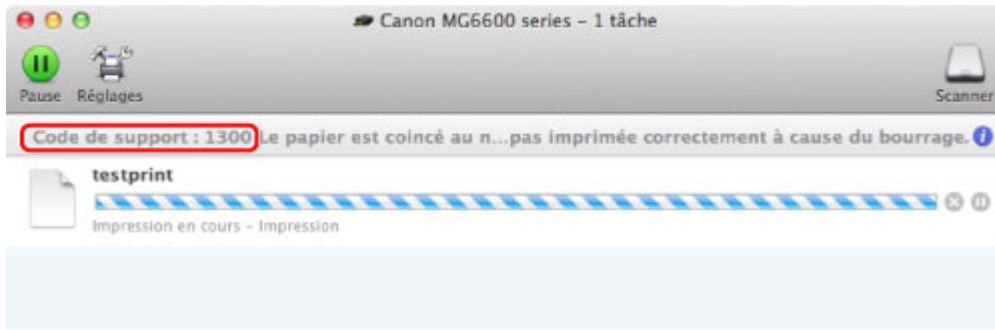 Canon MG6600 series – 1 tâche
Pause Réglages Scanner
Code de support : 1300 Le papier est coincé au n...pas imprimée correctement à cause du bourrage.
testprint
Impression en cours – Impression